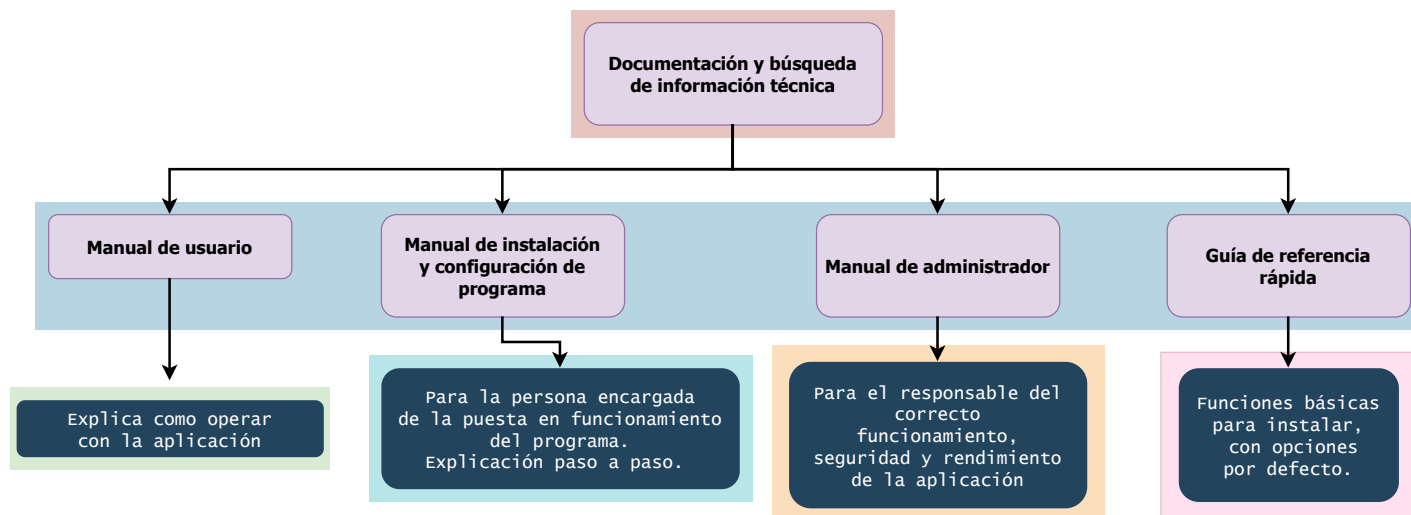 Documentación y búsqueda
de información técnica
Manual de usuario
Manual de instalación
y configuración de
programa
Manual de administrador
Guía de referencia
rápida
Explica como operar
con la aplicación
Para la persona encargada
de la puesta en funcionamiento
del programa.
Explicación paso a paso.
Para el responsable del
correcto
funcionamiento,
seguridad y rendimiento
de la aplicación
Funciones básicas
para instalar,
con opciones
por defecto.